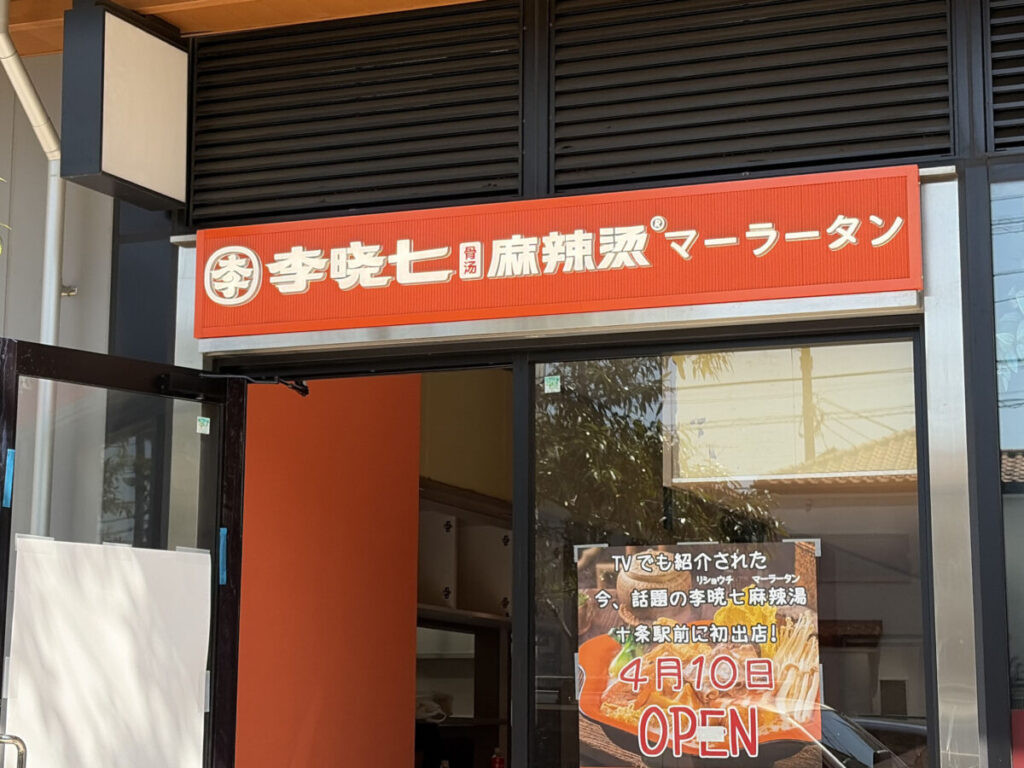 李 李暁七 骨汤 麻辣烫® マーラータン
TVでも紹介された
リショウチ マーラータン
今、話題の李暁七麻辣湯
十条駅前に初出店!
4月10日
OPEN